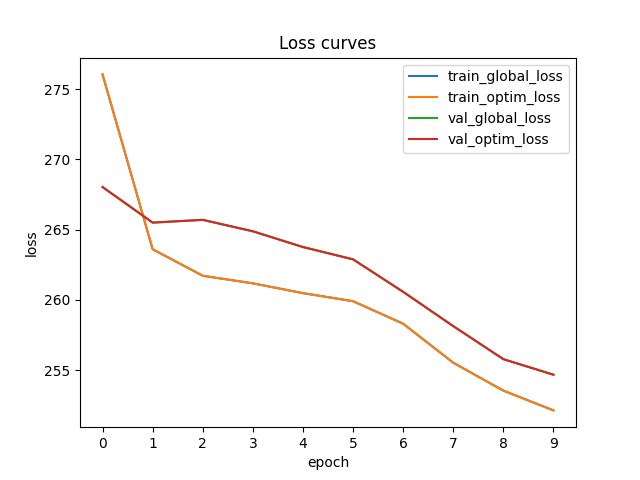 Loss curves
train_global_loss
train_optim_loss
val_global_loss
val_optim_loss
275
270
265
260
255
loss
0 1 2 3 4 5 6 7 8 9
epoch